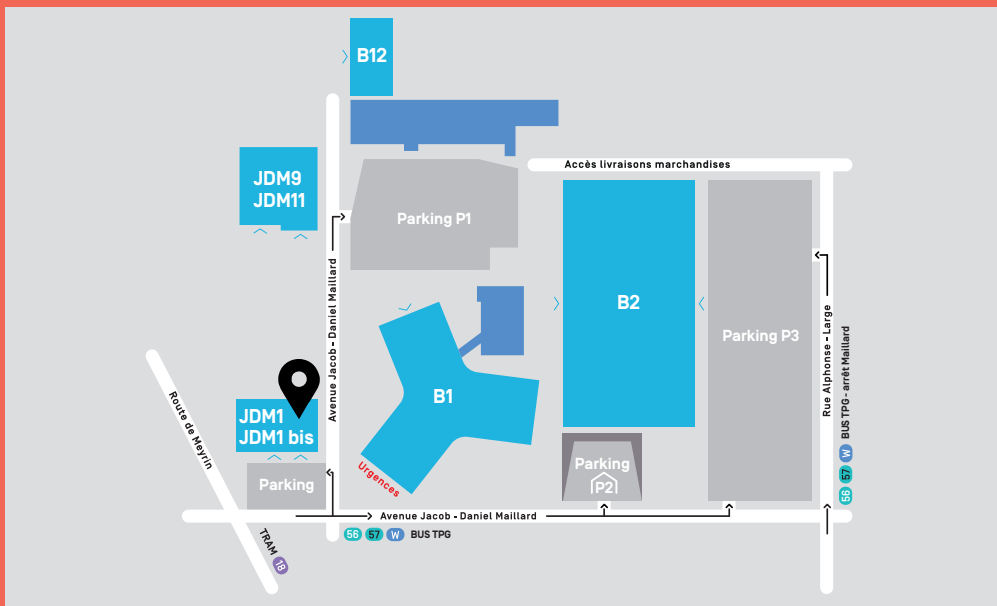 B12
Accès livraisons marchandises
JDM9
JDM11
Parking P1
Avenue Jacob - Daniel Maillard
B2
Parking P3
Rue Alphonse - Large
BUS TPG - arrêt Maillard
56 57 W
B1
Route de Meyrin
JDM1
JDM1 bis
Urgences
Parking
P2
Parking
Avenue Jacob - Daniel Maillard
56 57 W BUS TPG
TRAM 18